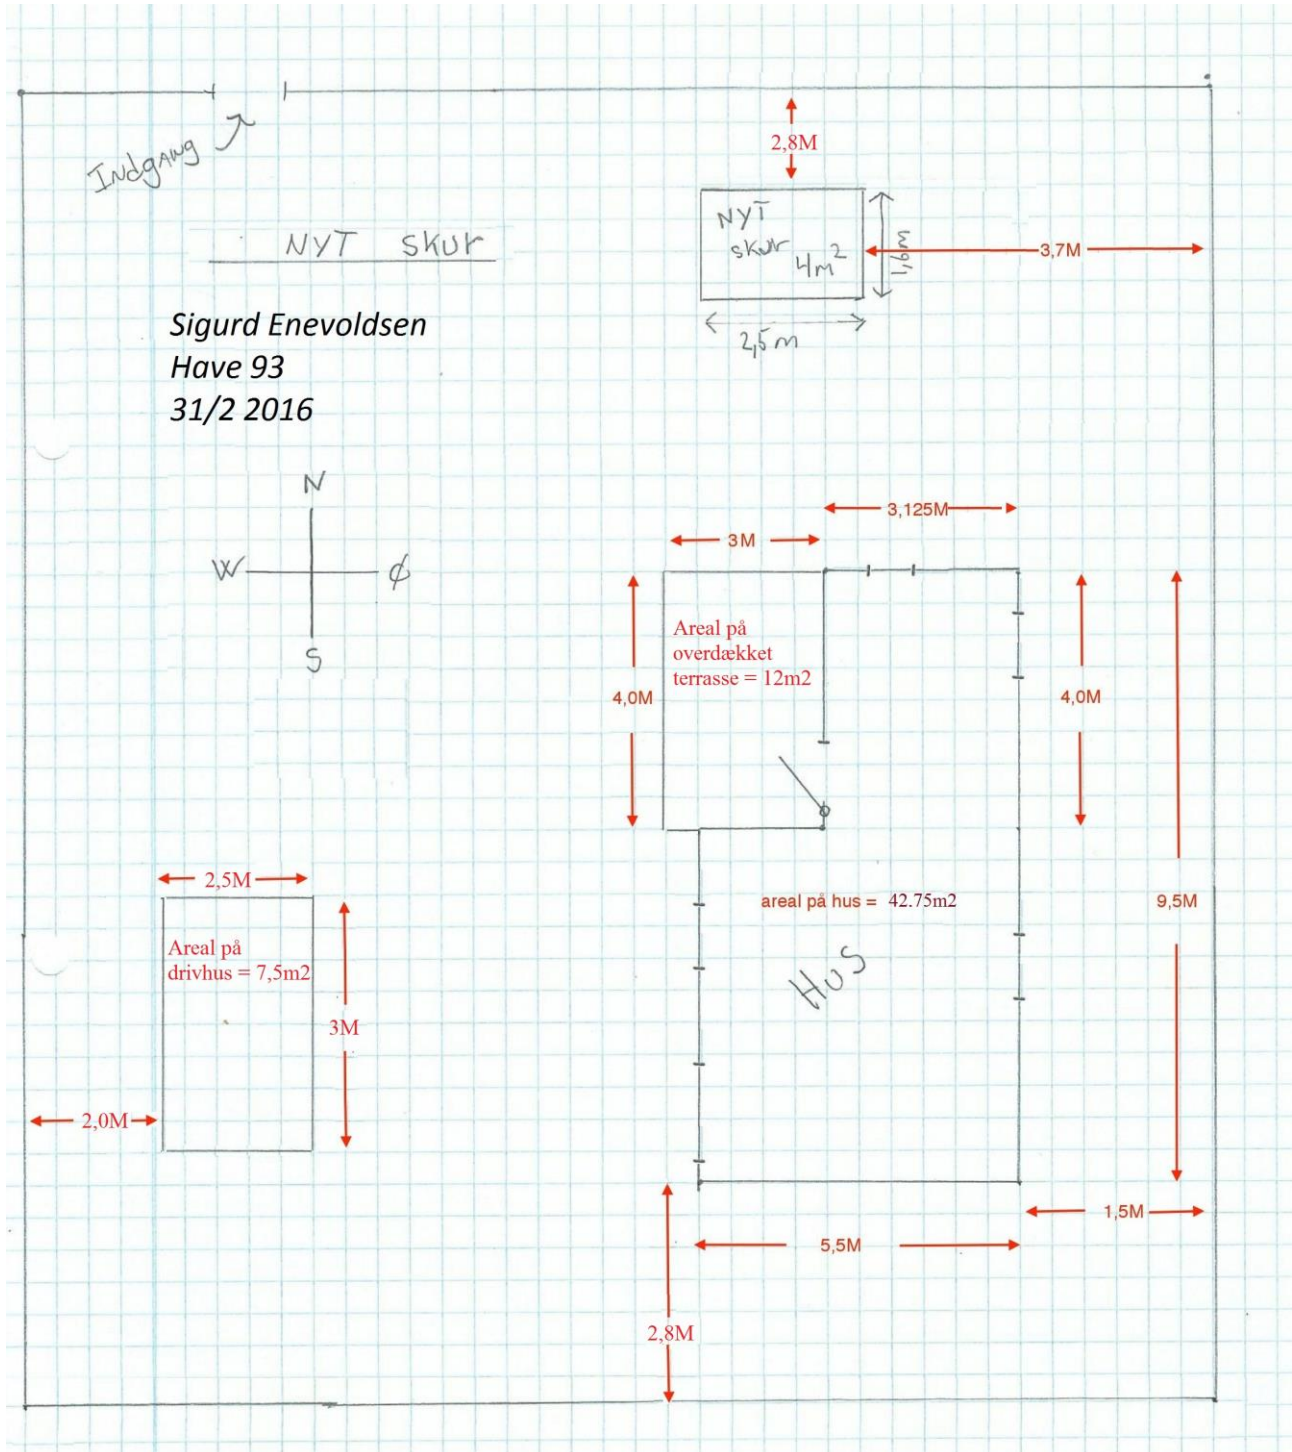 2,8M
Indgang
NYT skur
NYT
skur 4m²
1,6m
3,7M
2,5m
Sigurd Enevoldsen
Have 93
31/2 2016
N
W
Ø
S
3,125M
3M
Areal på
overdækket
terrasse = 12m2
4,0M
4,0M
2,5M
areal på hus = 42.75m2
9,5M
Areal på
drivhus = 7,5m2
HUS
3M
2,0M
1,5M
5,5M
2,8M